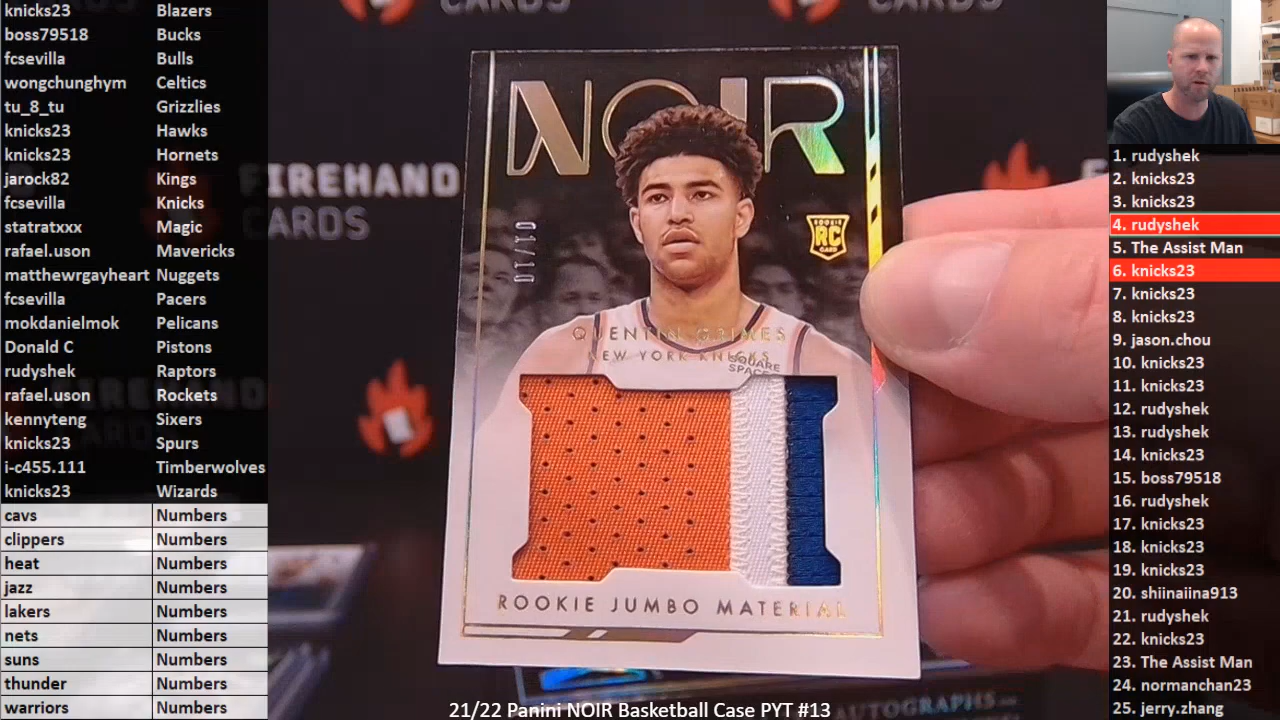 knicks23 Blazers
boss79518 Bucks
fcsevilla Bulls
wongchunghym Celtics
tu_8_tu Grizzlies
knicks23 Hawks
knicks23 Hornets
jarock82 Kings
fcsevilla Knicks
statratxxx Magic
rafael.uson Mavericks
matthewrgayheart Nuggets
fcsevilla Pacers
mokdanielmok Pelicans
Donald C Pistons
rudyshek Raptors
rafael.uson Rockets
kennyteng Sixers
knicks23 Spurs
i-c455.111 Timberwolves
knicks23 Wizards
cavs Numbers
clippers Numbers
heat Numbers
jazz Numbers
lakers Numbers
nets Numbers
suns Numbers
thunder Numbers
warriors Numbers
CARDS
CARDS
FIREHAND
CARDS
NOIR
01/10
ROOKIE
RC
CARD
QUENTIN GRIMES
NEW YORK KNICKS
SQUARE
SPACE
ROOKIE JUMBO MATERIAL
AUTOGRAPHS
21/22 Panini NOIR Basketball Case PYT #13
1. rudyshek
2. knicks23
3. knicks23
4. rudyshek
5. The Assist Man
6. knicks23
7. knicks23
8. knicks23
9. jason.chou
10. knicks23
11. knicks23
12. rudyshek
13. rudyshek
14. knicks23
15. boss79518
16. rudyshek
17. knicks23
18. knicks23
19. knicks23
20. shiinaiina913
21. rudyshek
22. knicks23
23. The Assist Man
24. normanchan23
25. jerry.zhang